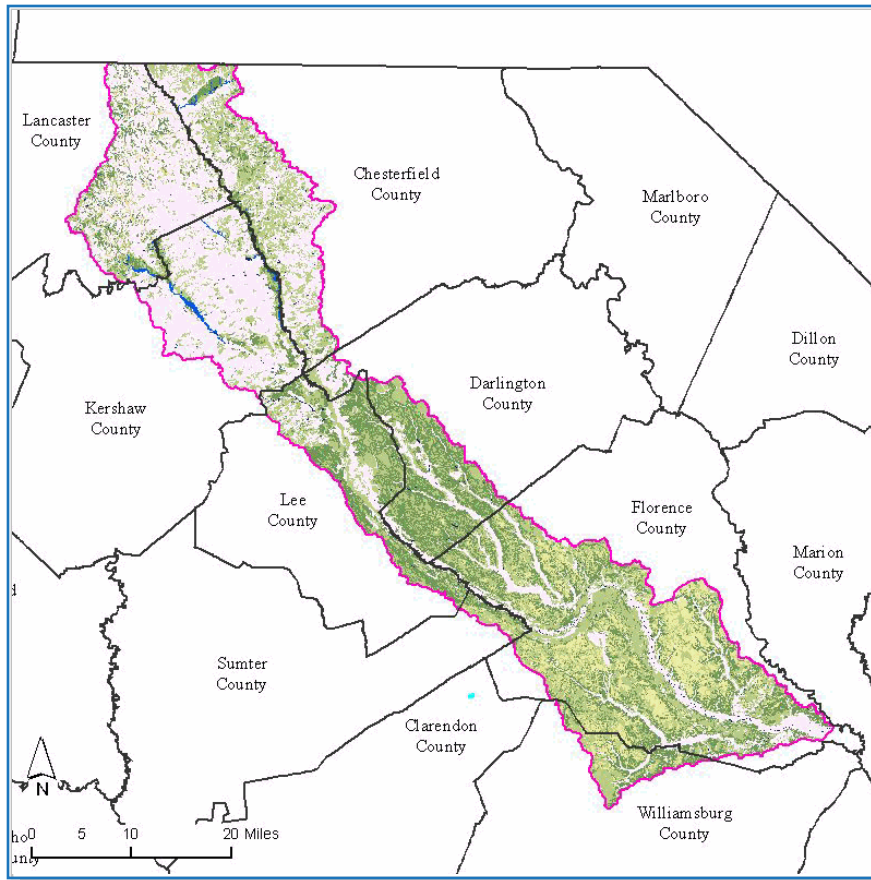 Lancaster
County
Chesterfield
County
Marlboro
County
Dillon
County
Darlington
County
Kershaw
County
Lee
County
Florence
County
Marion
County
Sumter
County
Clarendon
County
Williamsburg
County
N
0 5 10 20 Miles